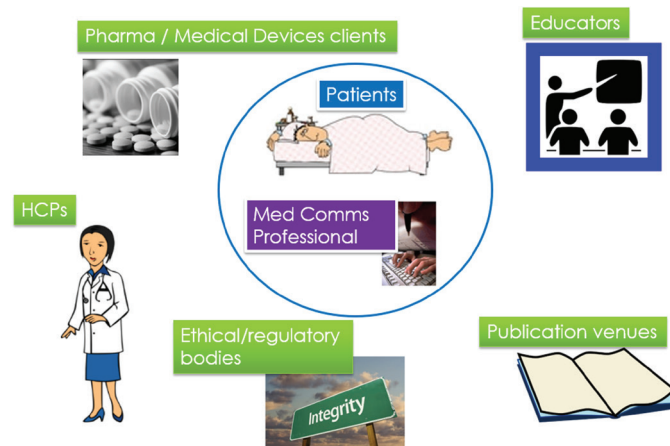 Pharma / Medical Devices clients
Educators
Patients
HCPs
Med Comms
Professional
Ethical/regulatory
bodies
Publication venues
Integrity